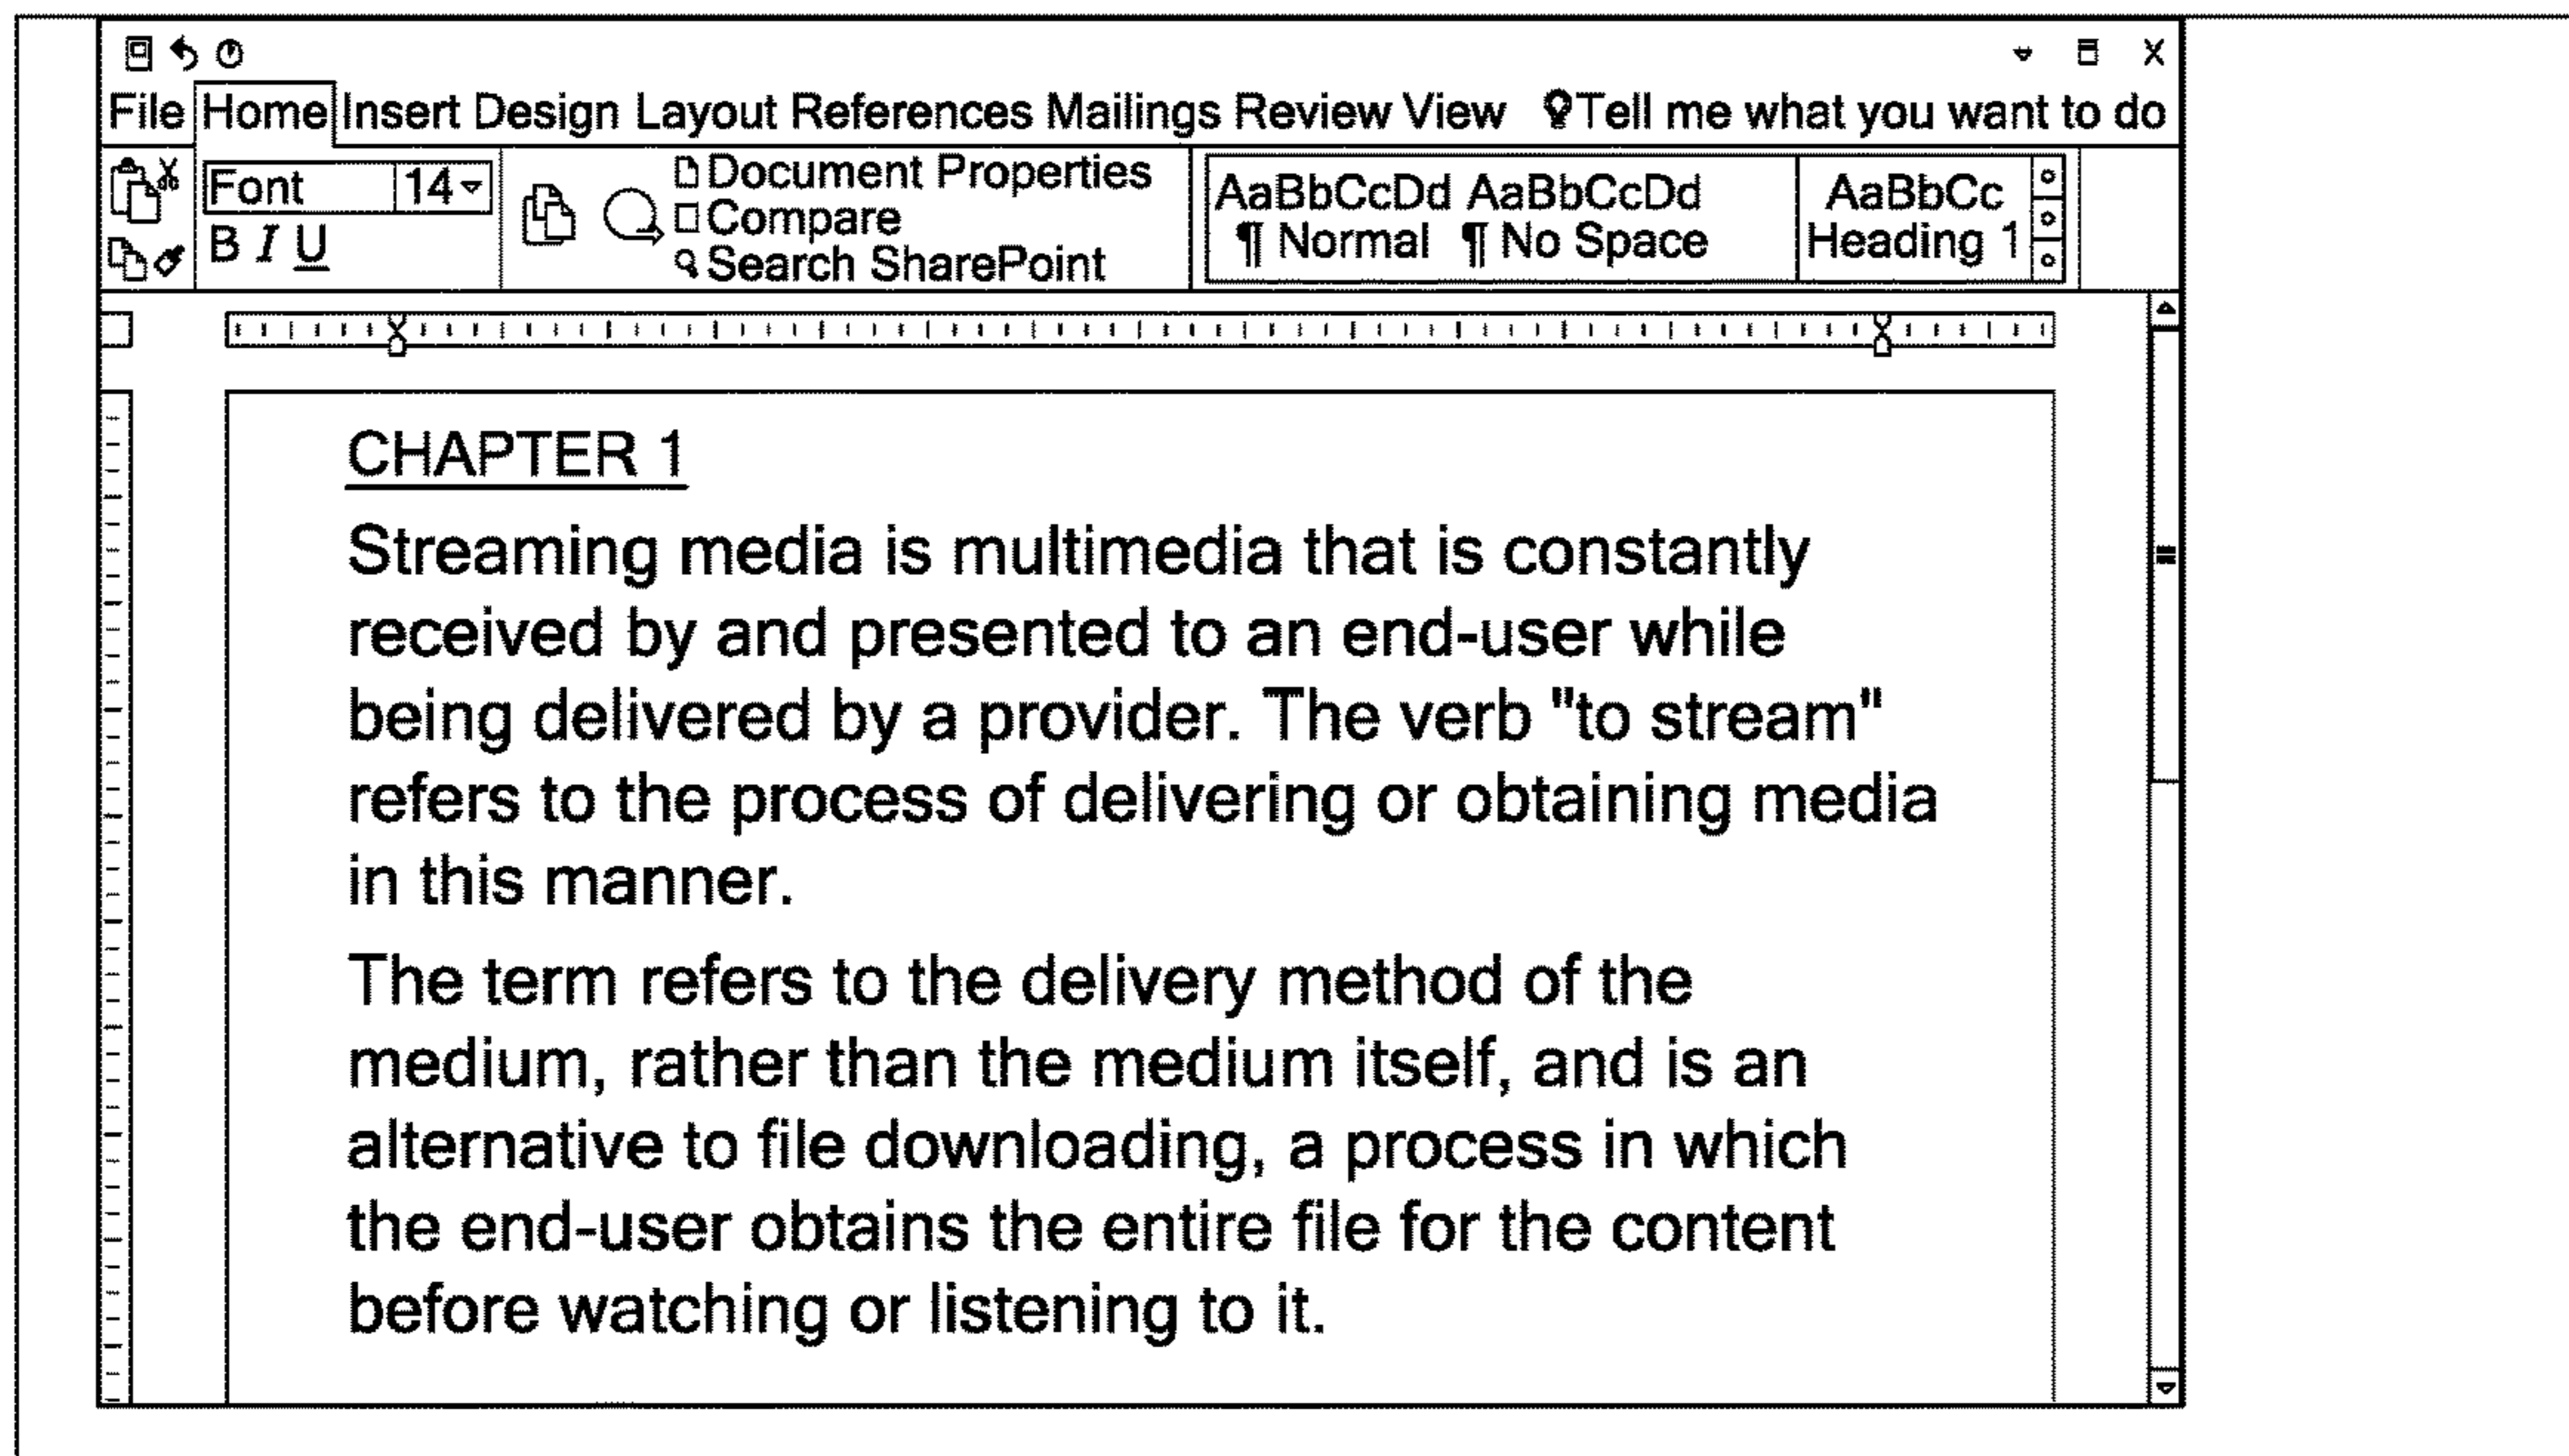 File Home Insert Design Layout References Mailings Review View Tell me what you want to do
Font 14
B I U
Document Properties
Compare
Search SharePoint
AaBbCcDd AaBbCcDd AaBbCc
¶ Normal ¶ No Space Heading 1
CHAPTER 1
Streaming media is multimedia that is constantly
received by and presented to an end-user while
being delivered by a provider. The verb "to stream"
refers to the process of delivering or obtaining media
in this manner.
The term refers to the delivery method of the
medium, rather than the medium itself, and is an
alternative to file downloading, a process in which
the end-user obtains the entire file for the content
before watching or listening to it.